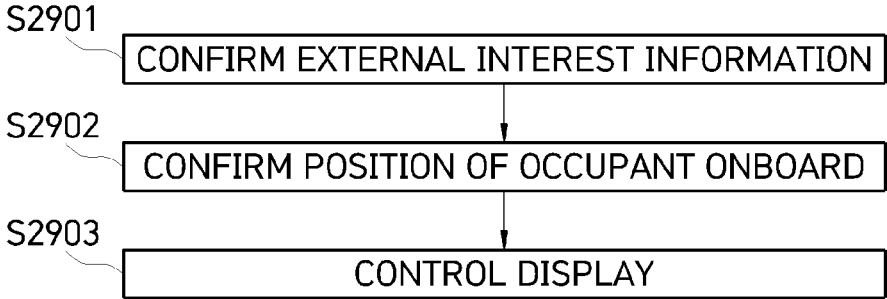 S2901
CONFIRM EXTERNAL INTEREST INFORMATION
S2902
CONFIRM POSITION OF OCCUPANT ONBOARD
S2903
CONTROL DISPLAY